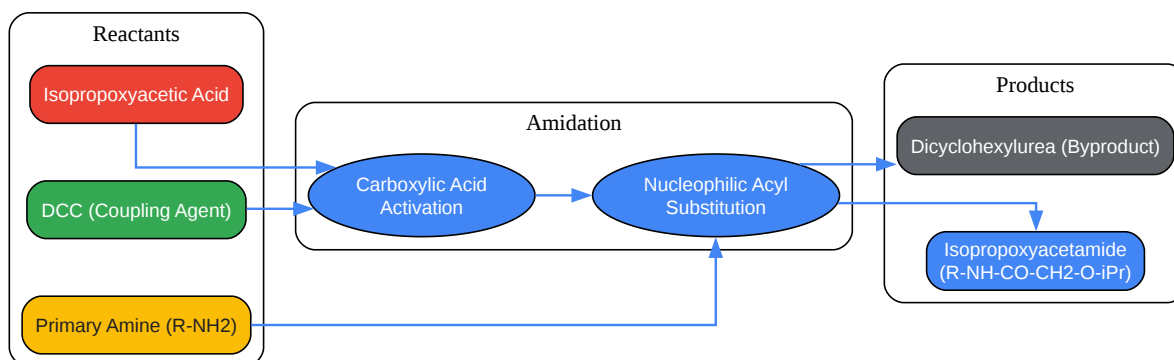 Reactants
Isopropoxyacetic Acid
DCC (Coupling Agent)
Primary Amine (R-NH2)
Amidation
Carboxylic Acid
Activation
Nucleophilic Acyl
Substitution
Products
Dicyclohexylurea (Byproduct)
Isopropoxyacetamide
(R-NH-CO-CH2-O-iPr)